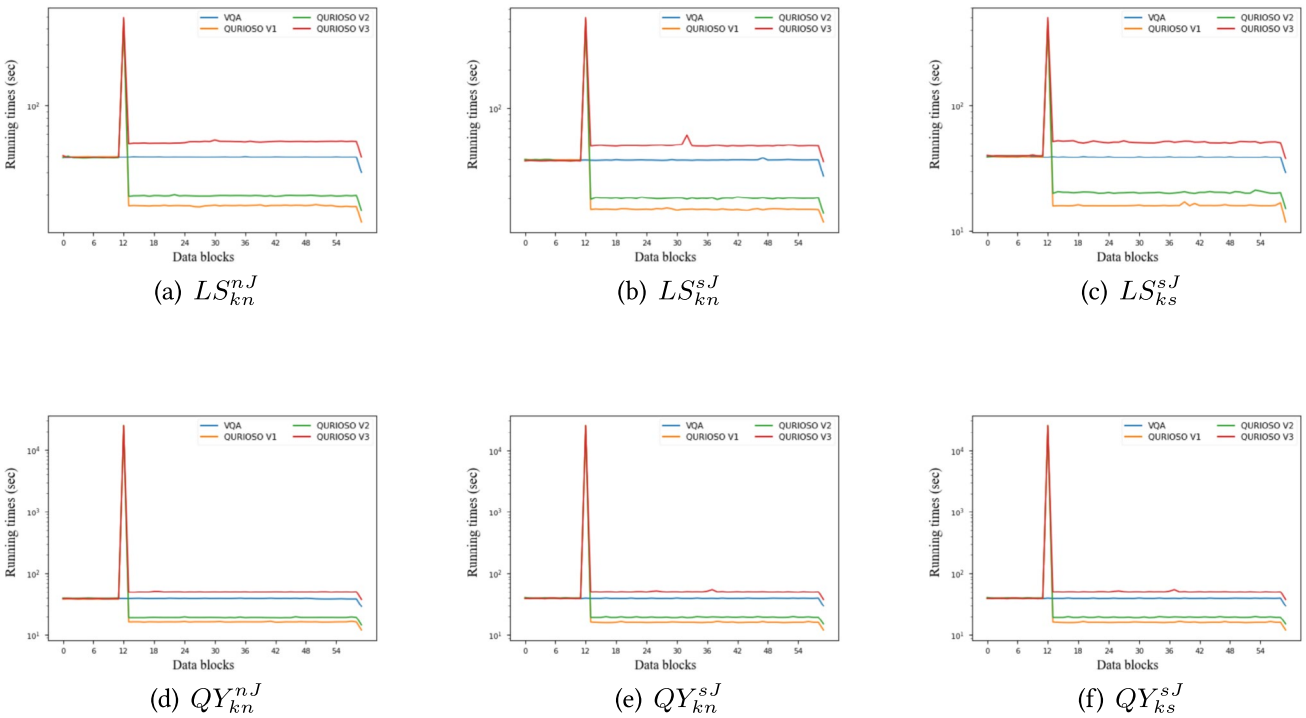 VQA QURIOSO V2
QURIOSO V1 QURIOSO V3
Running times (sec)
10²
0 6 12 18 24 30 36 42 48 54
Data blocks
(a) LS_{kn}^{nJ}
VQA QURIOSO V2
QURIOSO V1 QURIOSO V3
Running times (sec)
10²
0 6 12 18 24 30 36 42 48 54
Data blocks
(b) LS_{kn}^{sJ}
VQA QURIOSO V2
QURIOSO V1 QURIOSO V3
Running times (sec)
10²
10¹
0 6 12 18 24 30 36 42 48 54
Data blocks
(c) LS_{ks}^{sJ}
VQA QURIOSO V2
QURIOSO V1 QURIOSO V3
Running times (sec)
10⁴
10³
10²
10¹
0 6 12 18 24 30 36 42 48 54
Data blocks
(d) QY_{kn}^{nJ}
VQA QURIOSO V2
QURIOSO V1 QURIOSO V3
Running times (sec)
10⁴
10³
10²
10¹
0 6 12 18 24 30 36 42 48 54
Data blocks
(e) QY_{kn}^{sJ}
VQA QURIOSO V2
QURIOSO V1 QURIOSO V3
Running times (sec)
10⁴
10³
10²
10¹
0 6 12 18 24 30 36 42 48 54
Data blocks
(f) QY_{ks}^{sJ}